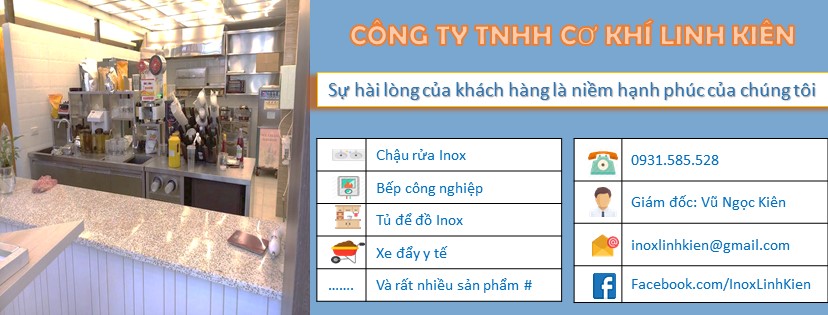 CÔNG TY TNHH CƠ KHÍ LINH KIÊN
Sự hài lòng của khách hàng là niềm hạnh phúc của chúng tôi
Chậu rửa Inox
Bếp công nghiệp
Tủ để đồ Inox
Xe đẩy y tế
....... Và rất nhiều sản phẩm #
0931.585.528
Giám đốc: Vũ Ngọc Kiên
inoxlinhkien@gmail.com
Facebook.com/InoxLinhKien